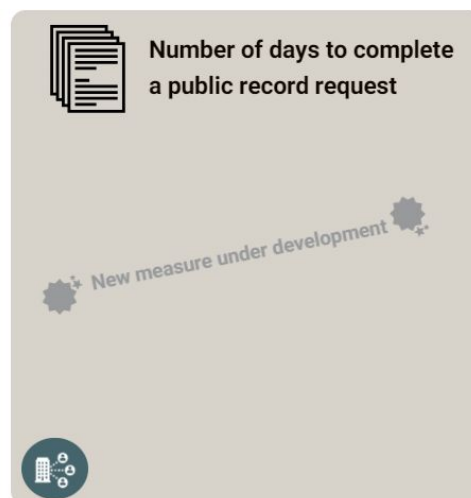 Number of days to complete
a public record request
New measure under development